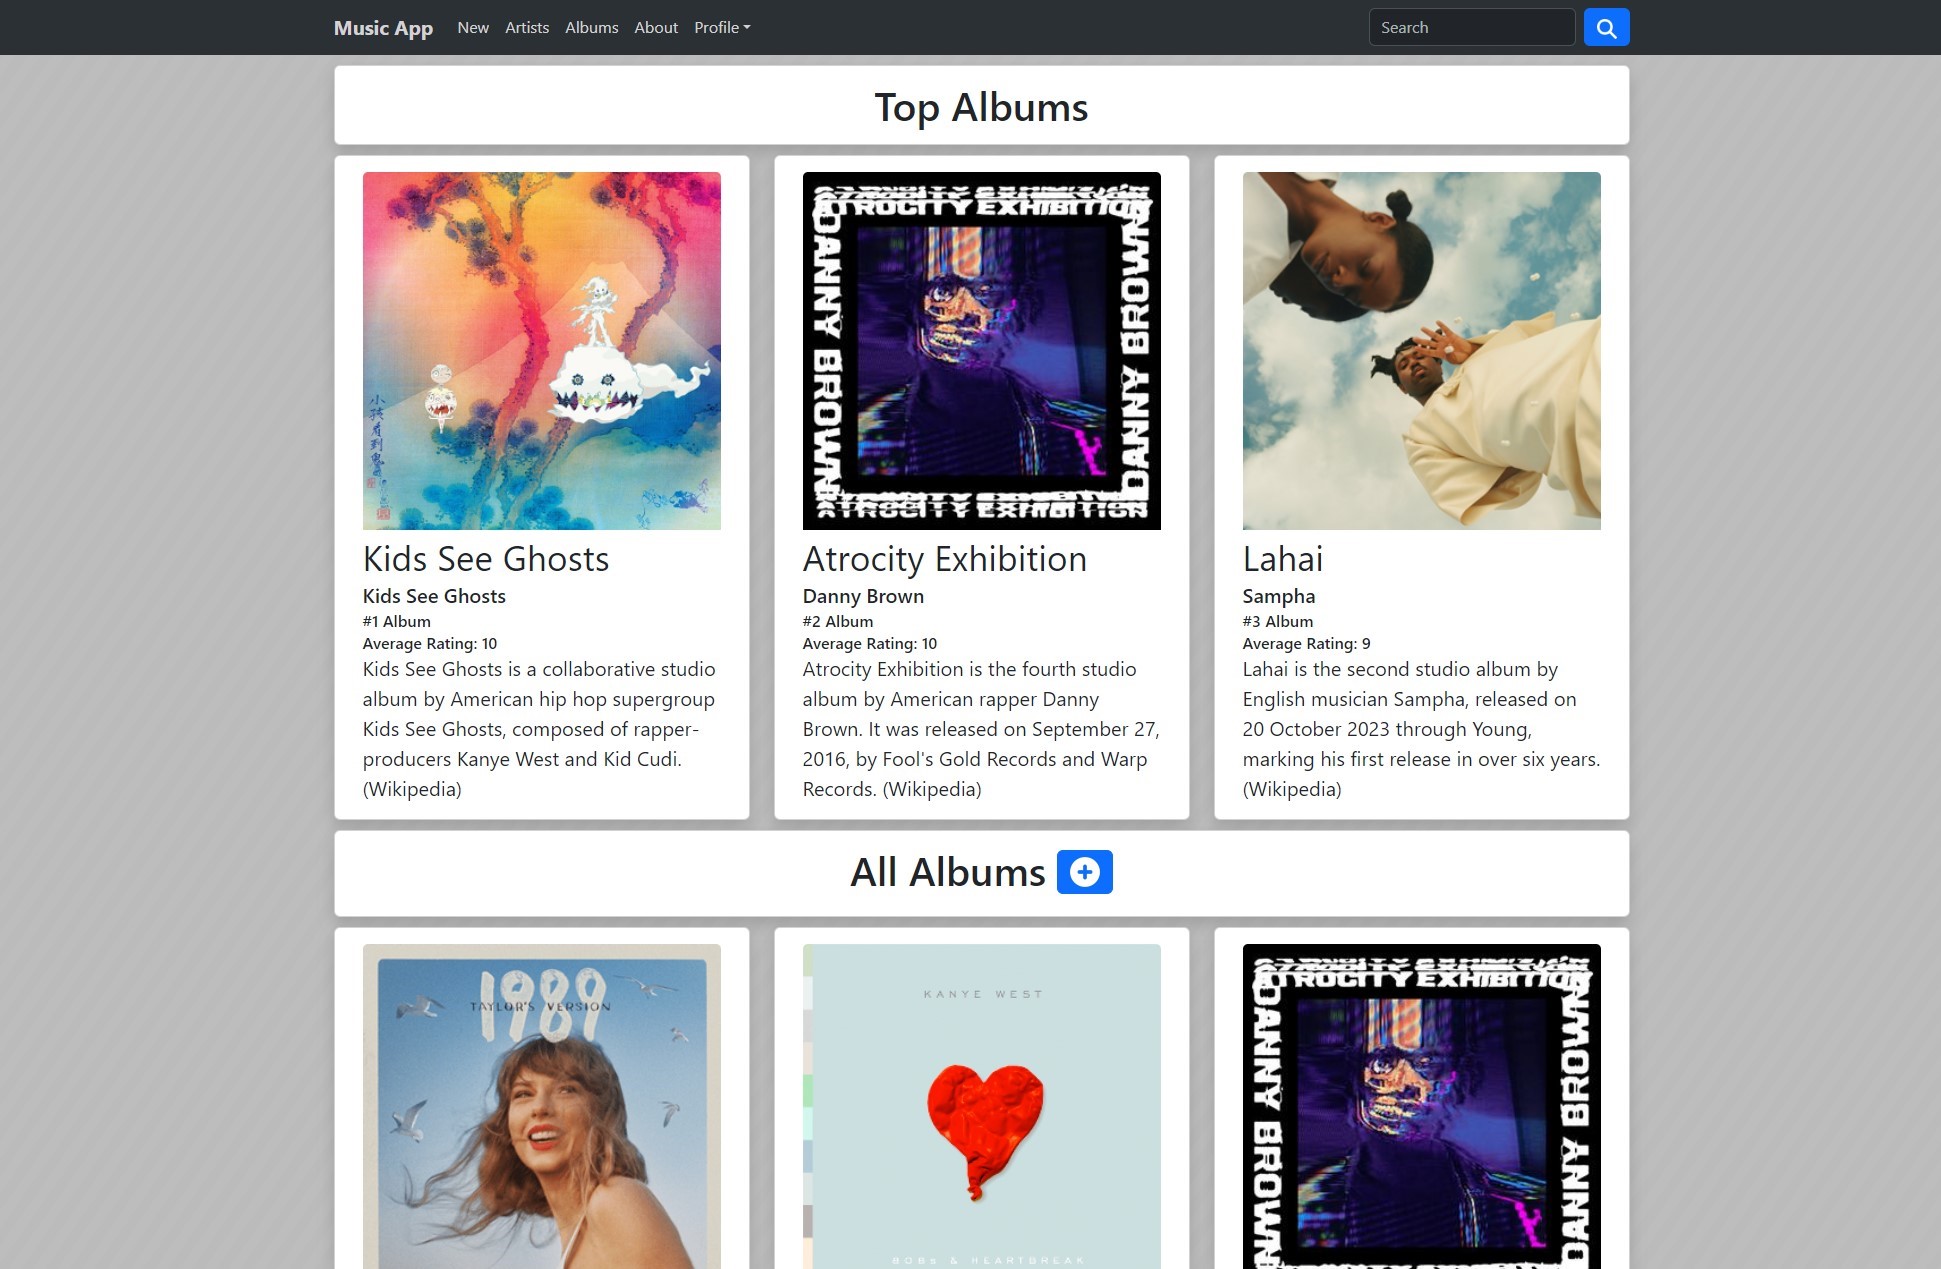 Music App New Artists Albums About Profile Search
Top Albums
ATROCITY EXHIBITION
DANNY BROWN
DANNY BROWN
ATROCITY EXHIBITION
小孩看到鬼
Kids See Ghosts
Kids See Ghosts
#1 Album
Average Rating: 10
Kids See Ghosts is a collaborative studio
album by American hip hop supergroup
Kids See Ghosts, composed of rapper-
producers Kanye West and Kid Cudi.
(Wikipedia)
Atrocity Exhibition
Danny Brown
#2 Album
Average Rating: 10
Atrocity Exhibition is the fourth studio
album by American rapper Danny
Brown. It was released on September 27,
2016, by Fool's Gold Records and Warp
Records. (Wikipedia)
Lahai
Sampha
#3 Album
Average Rating: 9
Lahai is the second studio album by
English musician Sampha, released on
20 October 2023 through Young,
marking his first release in over six years.
(Wikipedia)
All Albums
1989
TAYLOR'S VERSION
KANYE WEST
808s & HEARTBREAK
ATROCITY EXHIBITION
DANNY BROWN
DANNY BROWN